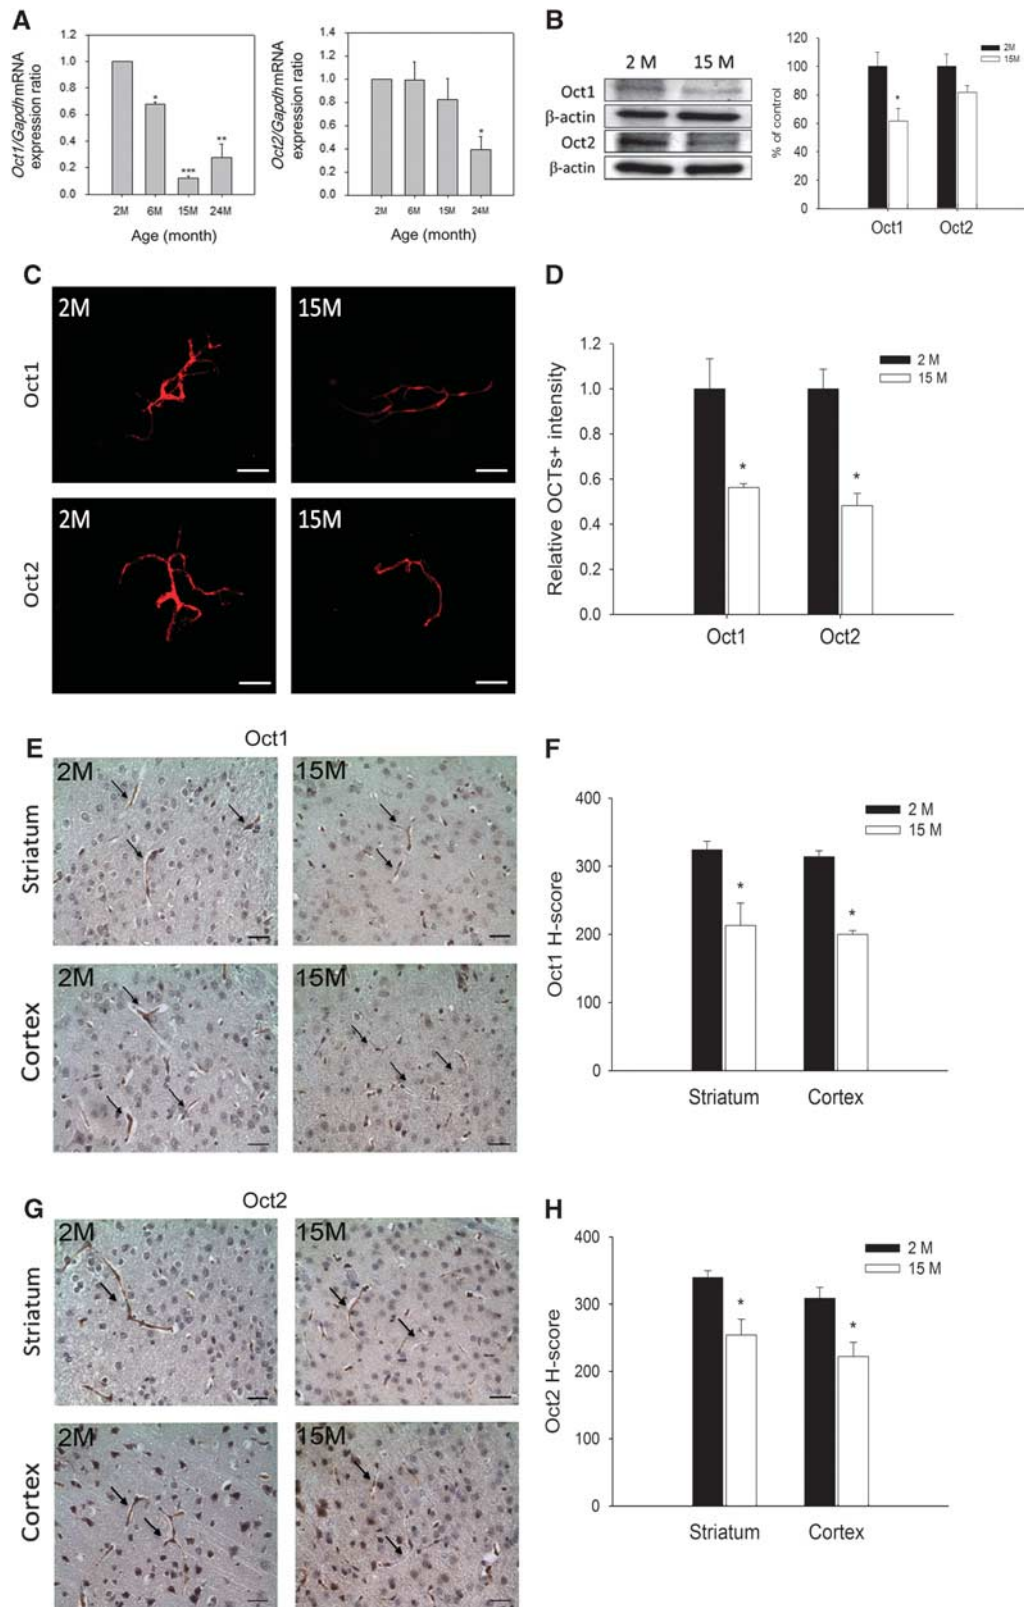 A
Oct1/Gapdh mRNA
expression ratio
1.2
1.0
0.8
0.6
0.4
0.2
0.0
*
***
**
2M 6M 15M 24M
Age (month)
Oct2/Gapdh mRNA
expression ratio
1.4
1.2
1.0
0.8
0.6
0.4
0.2
0.0
*
2M 6M 15M 24M
Age (month)
B
2 M 15 M
Oct1
β-actin
Oct2
β-actin
% of control
120
100
80
60
40
20
0
*
2M
15M
Oct1 Oct2
C
2M 15M
Oct1
2M 15M
Oct2
D
Relative OCTs+ intensity
1.2
1.0
0.8
0.6
0.4
0.2
0.0
2 M
15 M
* *
Oct1 Oct2
E
Oct1
2M 15M
Striatum
2M 15M
Cortex
F
Oct1 H-score
400
300
200
100
0
2 M
15 M
* *
Striatum Cortex
G
Oct2
2M 15M
Striatum
2M 15M
Cortex
H
Oct2 H-score
400
300
200
100
0
2 M
15 M
* *
Striatum Cortex